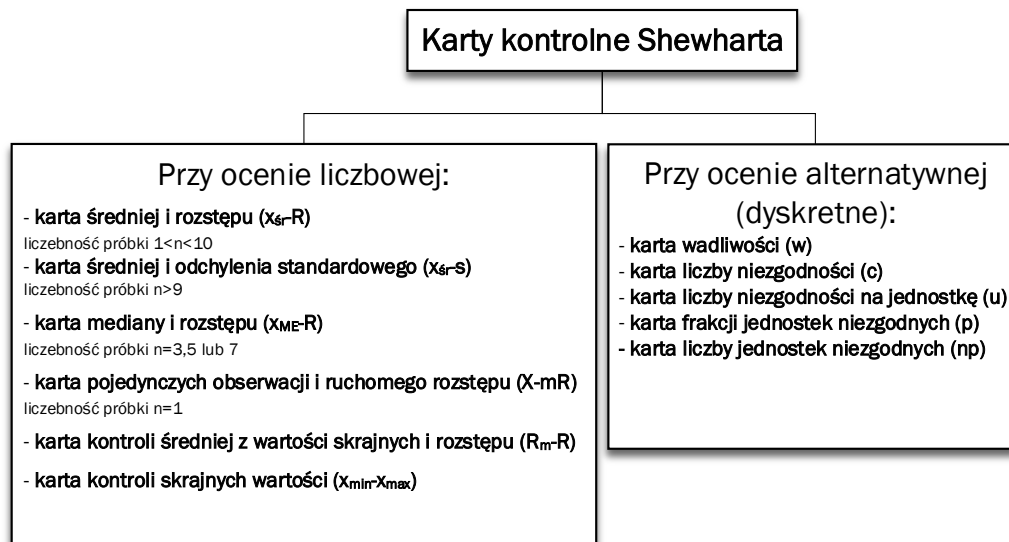 Karty kontrolne Shewharta
Przy ocenie liczbowej:
- karta średniej i rozstępu (xśr-R)
liczebność próbki 1<n<10
- karta średniej i odchylenia standardowego (xśr-s)
liczebność próbki n>9
- karta mediany i rozstępu (xME-R)
liczebność próbki n=3,5 lub 7
- karta pojedynczych obserwacji i ruchomego rozstępu (X-mR)
liczebność próbki n=1
- karta kontroli średniej z wartości skrajnych i rozstępu (Rm-R)
- karta kontroli skrajnych wartości (xmin-xmax)
Przy ocenie alternatywnej
(dyskretne):
- karta wadliwości (w)
- karta liczby niezgodności (c)
- karta liczby niezgodności na jednostkę (u)
- karta frakcji jednostek niezgodnych (p)
- karta liczby jednostek niezgodnych (np)